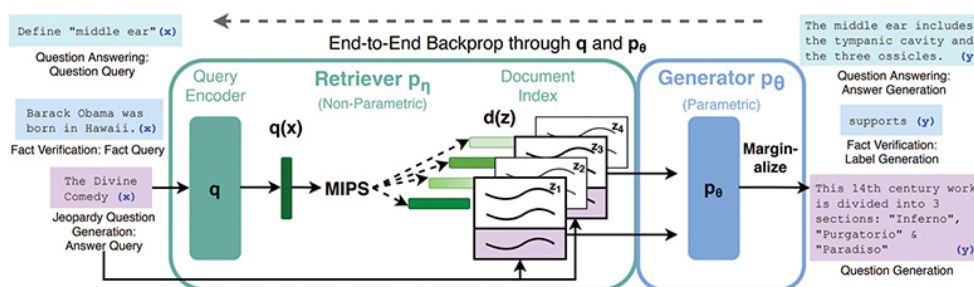 End-to-End Backprop through q and pθ
Define "middle ear"(x)
Question Answering:
Question Query
Barack Obama was
born in Hawaii.(x)
Fact Verification: Fact Query
The Divine
Comedy (x)
Jeopardy Question
Generation:
Answer Query
Query
Encoder
q
q(x)
Retriever pη
(Non-Parametric)
MIPS
Document
Index
d(z)
z4
z3
z2
z1
Generator pθ
(Parametric)
pθ
Margin-
alize
The middle ear includes
the tympanic cavity and
the three ossicles. (y)
Question Answering:
Answer Generation
supports (y)
Fact Verification:
Label Generation
This 14th century work
is divided into 3
sections: "Inferno",
"Purgatorio" &
"Paradiso" (y)
Question Generation